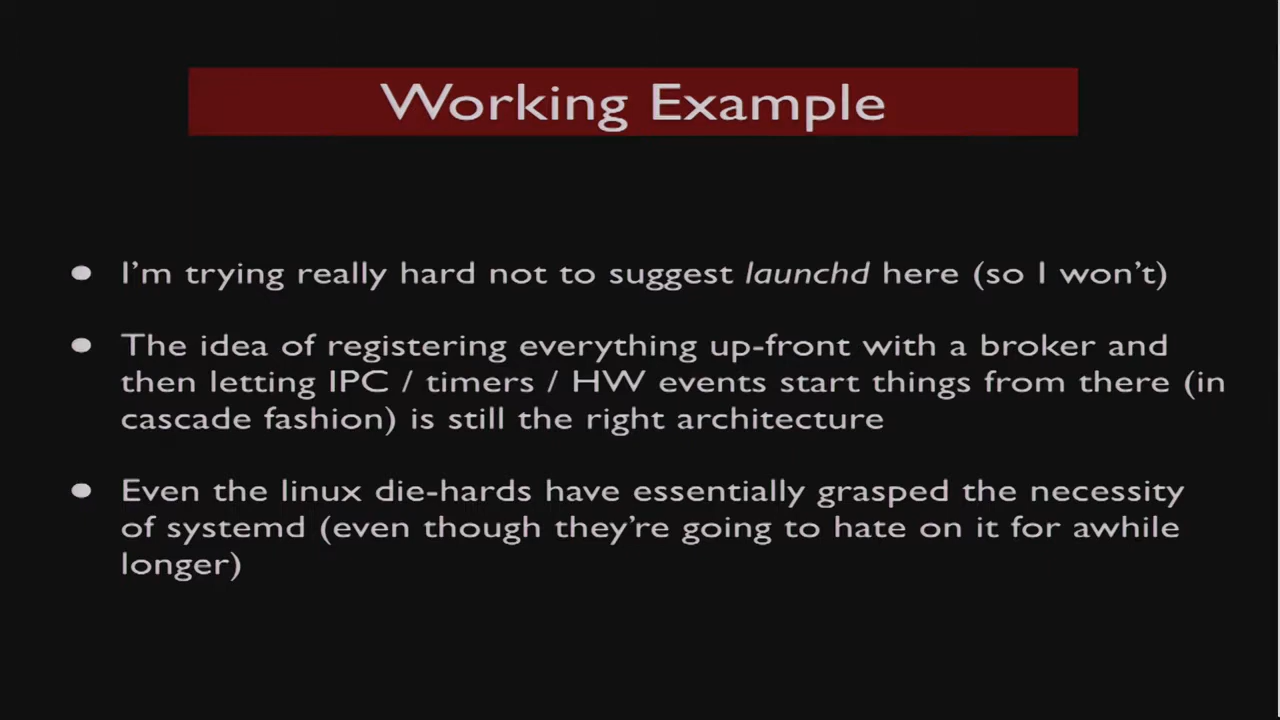 Working Example
• I'm trying really hard not to suggest launchd here (so I won't)
• The idea of registering everything up-front with a broker and
then letting IPC / timers / HW events start things from there (in
cascade fashion) is still the right architecture
• Even the linux die-hards have essentially grasped the necessity
of systemd (even though they're going to hate on it for awhile
longer)